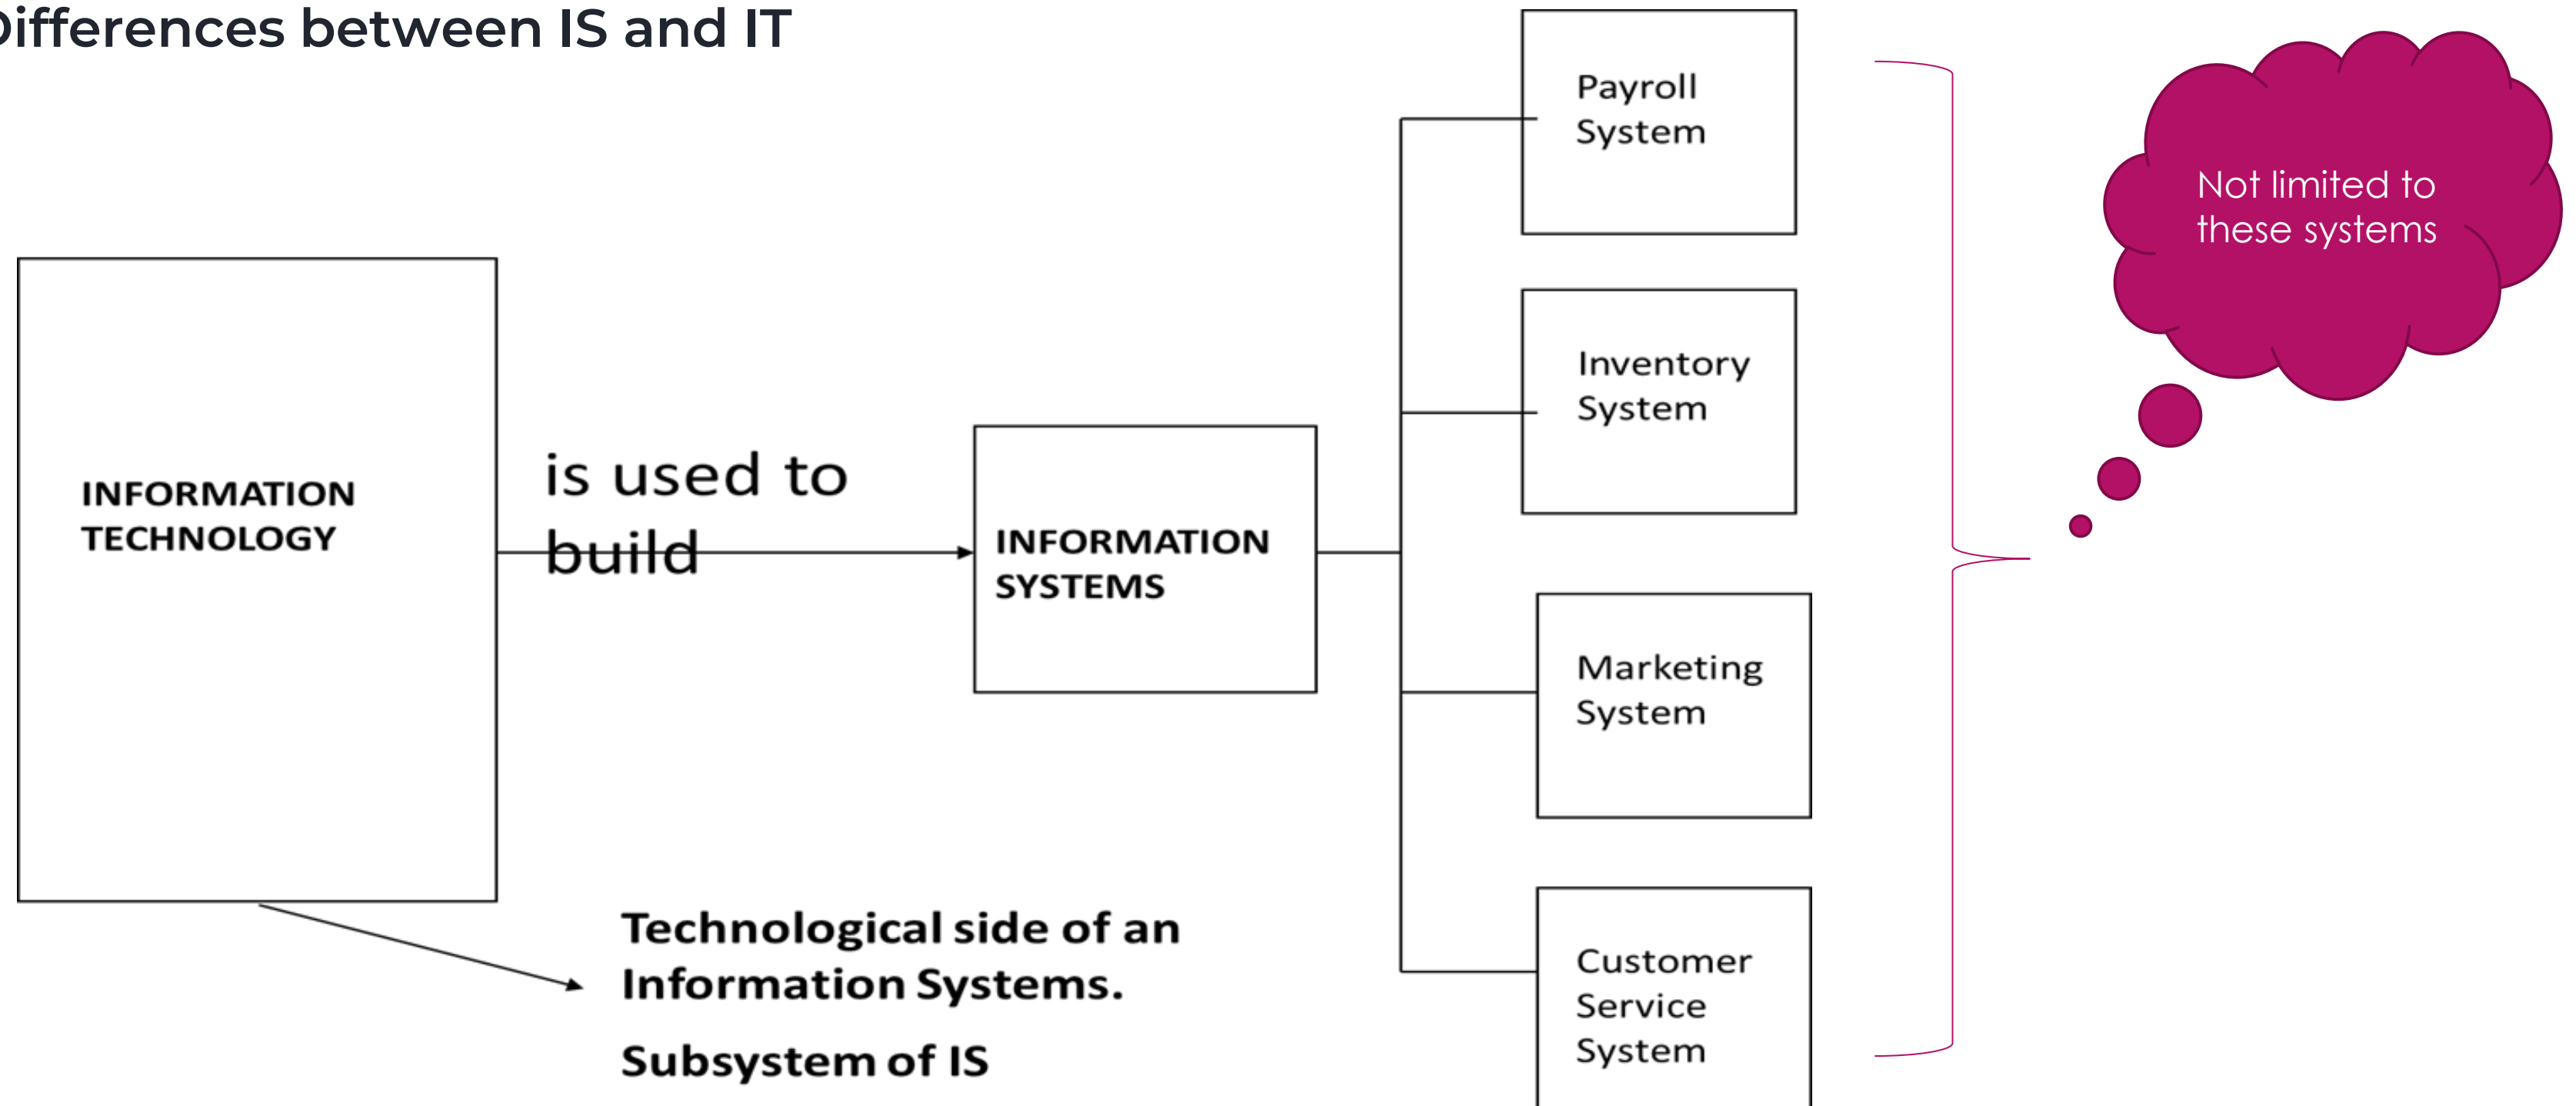 Differences between IS and IT
INFORMATION
TECHNOLOGY
is used to
build
INFORMATION
SYSTEMS
Payroll
System
Inventory
System
Marketing
System
Customer
Service
System
Not limited to
these systems
Technological side of an
Information Systems.
Subsystem of IS